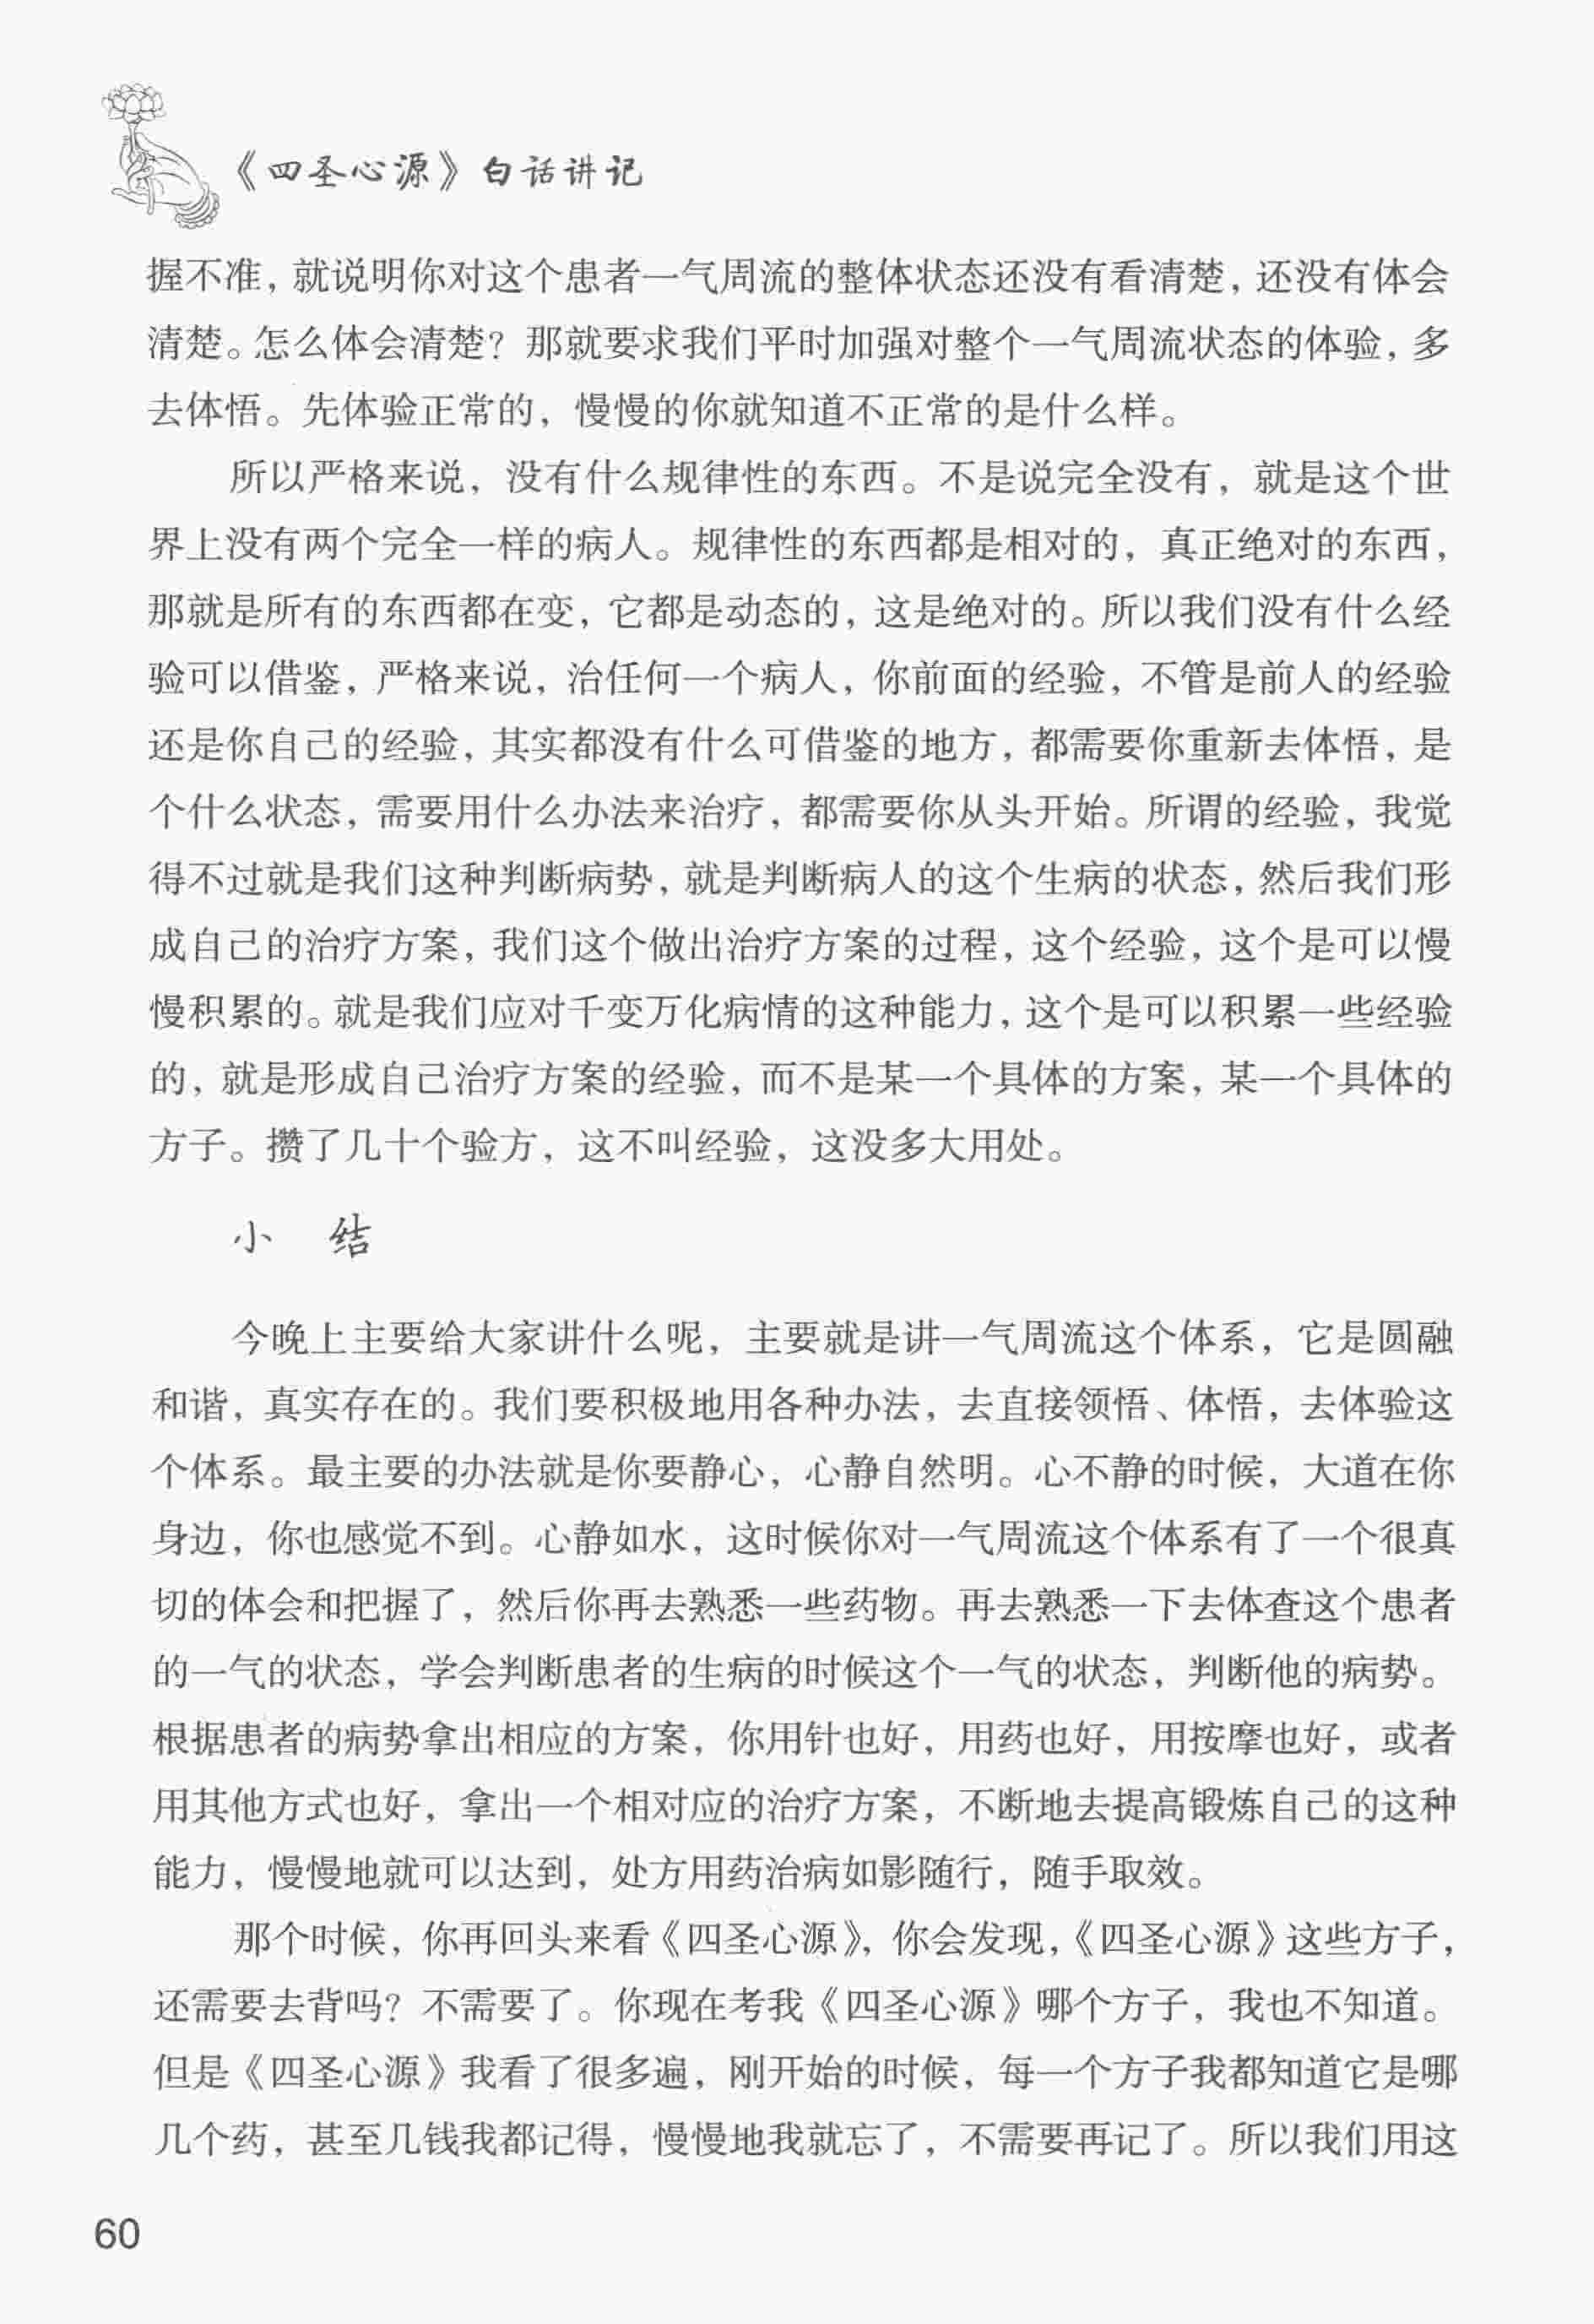 《四圣心源》白话讲记
握不准，就说明你对这个患者一气周流的整体状态还没有看清楚，还没有体会
清楚。怎么体会清楚？那就要求我们平时加强对整个一气周流状态的体验，多
去体悟。先体验正常的，慢慢的你就知道不正常的是什么样。
所以严格来说，没有什么规律性的东西。不是说完全没有，就是这个世
界上没有两个完全一样的病人。规律性的东西都是相对的，真正绝对的东西，
那就是所有的东西都在变，它都是动态的，这是绝对的。所以我们没有什么经
验可以借鉴，严格来说，治任何一个病人，你前面的经验，不管是前人的经验
还是你自己的经验，其实都没有什么可借鉴的地方，都需要你重新去体悟，是
个什么状态，需要用什么办法来治疗，都需要你从头开始。所谓的经验，我觉
得不过就是我们这种判断病势，就是判断病人的这个生病的状态，然后我们形
成自己的治疗方案，我们这个做出治疗方案的过程，这个经验，这个是可以慢
慢积累的。就是我们应对千变万化病情的这种能力，这个是可以积累一些经验
的，就是形成自己治疗方案的经验，而不是某一个具体的方案，某一个具体的
方子。攒了几十个验方，这不叫经验，这没多大用处。
小 结
今晚上主要给大家讲什么呢，主要就是讲一气周流这个体系，它是圆融
和谐，真实存在的。我们要积极地用各种办法，去直接领悟、体悟，去体验这
个体系。最主要的办法就是你要静心，心静自然明。心不静的时候，大道在你
身边，你也感觉不到。心静如水，这时候你对一气周流这个体系有了一个很真
切的体会和把握了，然后你再去熟悉一些药物。再去熟悉一下去体查这个患者
的一气的状态，学会判断患者的生病的时候这个一气的状态，判断他的病势。
根据患者的病势拿出相应的方案，你用针也好，用药也好，用按摩也好，或者
用其他方式也好，拿出一个相对应的治疗方案，不断地去提高锻炼自己的这种
能力，慢慢地就可以达到，处方用药治病如影随行，随手取效。
那个时候，你再回头来看《四圣心源》，你会发现，《四圣心源》这些方子，
还需要去背吗？不需要了。你现在考我《四圣心源》哪个方子，我也不知道。
但是《四圣心源》我看了很多遍，刚开始的时候，每一个方子我都知道它是哪
几个药，甚至几钱我都记得，慢慢地我就忘了，不需要再记了。所以我们用这
60